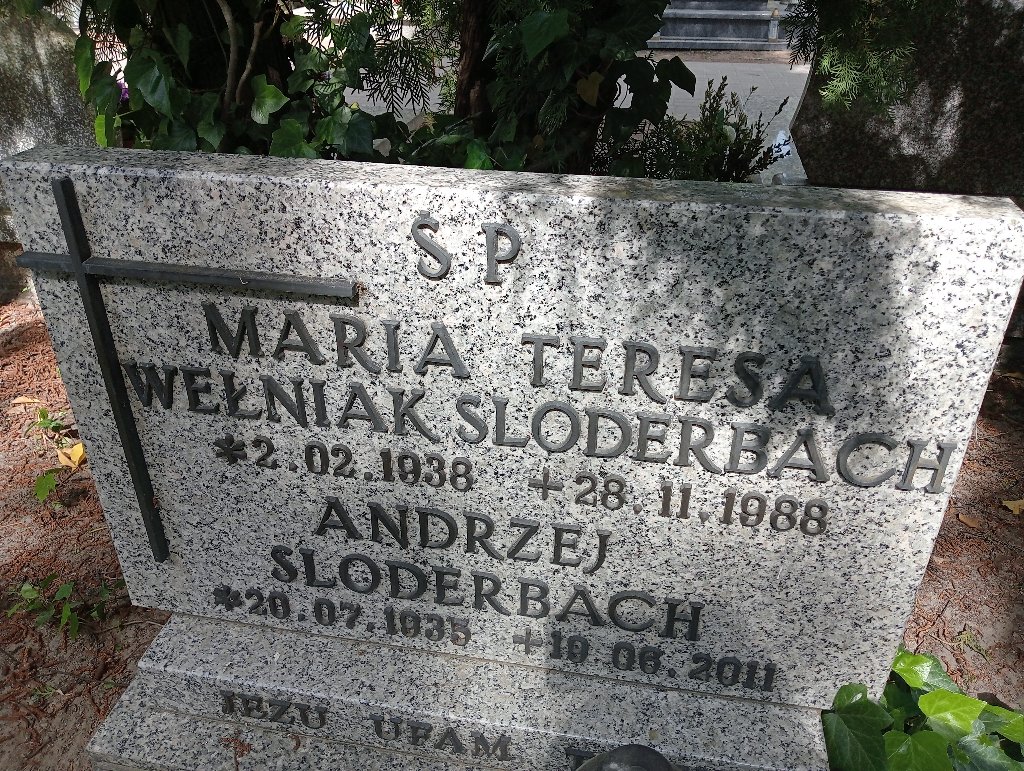 Ś P
MARIA TERESA
WEŁNIAK SLODERBACH
*2.02.1938 +28.11.1988
ANDRZEJ
SLODERBACH
*20.07.1935 +19.06.2011
JEZU UFAM